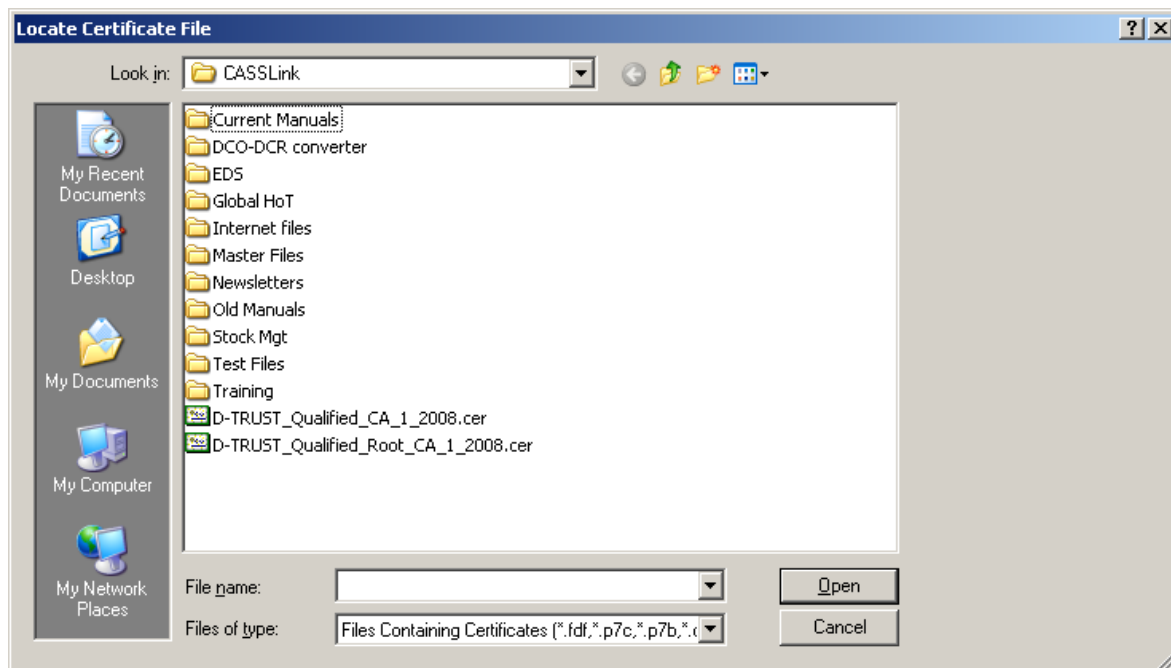 Locate Certificate File
Look in: CASSLink
My Recent
Documents
Desktop
My Documents
My Computer
My Network
Places
Current Manuals
DCO-DCR converter
EDS
Global HoT
Internet files
Master Files
Newsletters
Old Manuals
Stock Mgt
Test Files
Training
D-TRUST_Qualified_CA_1_2008.cer
D-TRUST_Qualified_Root_CA_1_2008.cer
File name: Open
Files of type: Files Containing Certificates (*.fdf,*.p7c,*.p7b,*. Cancel